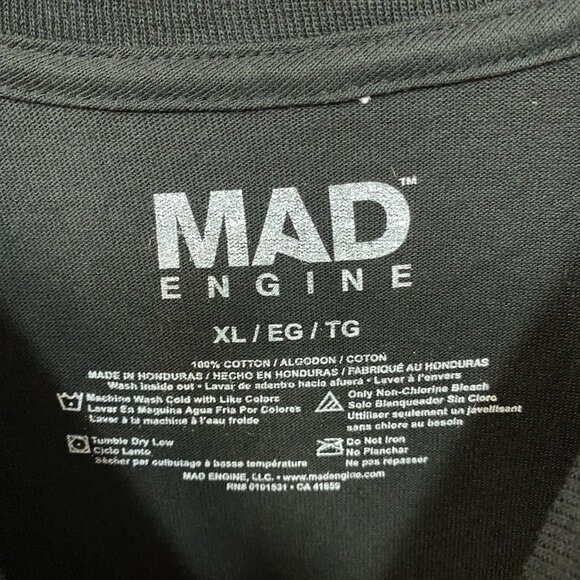 MAD™
ENGINE
XL / EG / TG
100% COTTON / ALGODON / COTON
MADE IN HONDURAS / HECHO EN HONDURAS / FABRIQUÉ AU HONDURAS
Wash inside out • Lavar de adentro hacia afuera • Laver à l'envers
Machine Wash Cold with Like Colors
Lavar En Maquina Agua Fria Por Colores
Laver à la machine à l'eau froide
Only Non-Chlorine Bleach
Solo Blanqueador Sin Cloro
Utiliser seulement un javellisant
sans chlore au besoin
Tumble Dry Low
Ciclo Lento
Sécher par culbutage à basse température
Do Not Iron
No Planchar
Ne pas répasser
MAD ENGINE, LLC. • www.madengine.com
RN# 0101531 • CA 41859